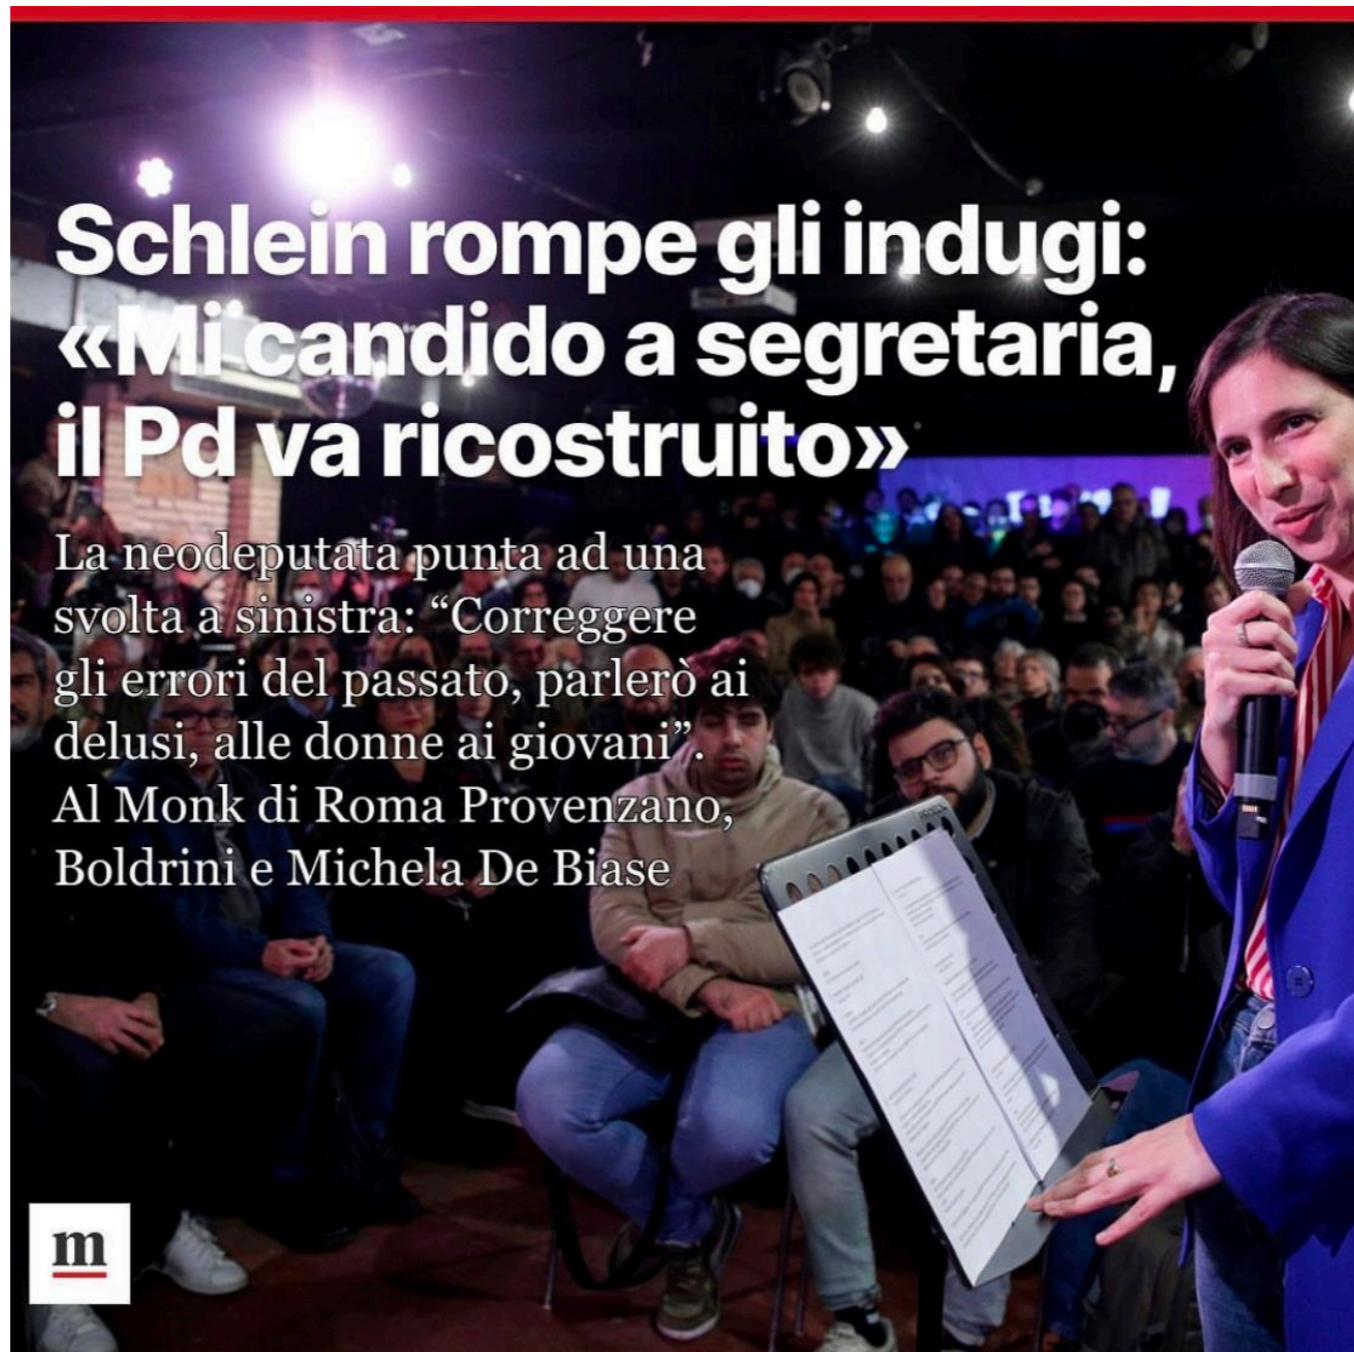 Schlein rompe gli indugi:
«Mi candido a segretaria,
il Pd va ricostruito»
La neodeputata punta ad una
svolta a sinistra: “Correggere
gli errori del passato, parlerò ai
delusi, alle donne ai giovani”.
Al Monk di Roma Provenzano,
Boldrini e Michela De Biase
m